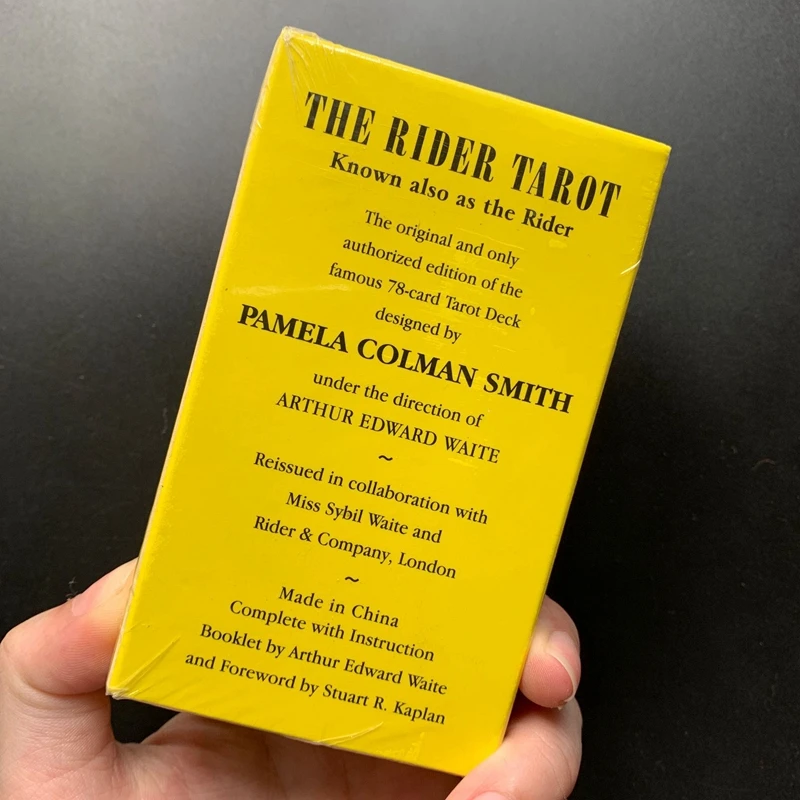 THE RIDER TAROT
Known also as the Rider
The original and only
authorized edition of the
famous 78-card Tarot Deck
designed by
PAMELA COLMAN SMITH
under the direction of
ARTHUR EDWARD WAITE
~
Reissued in collaboration with
Miss Sybil Waite and
Rider & Company, London
~
Made in China
Complete with Instruction
Booklet by Arthur Edward Waite
and Foreword by Stuart R. Kaplan